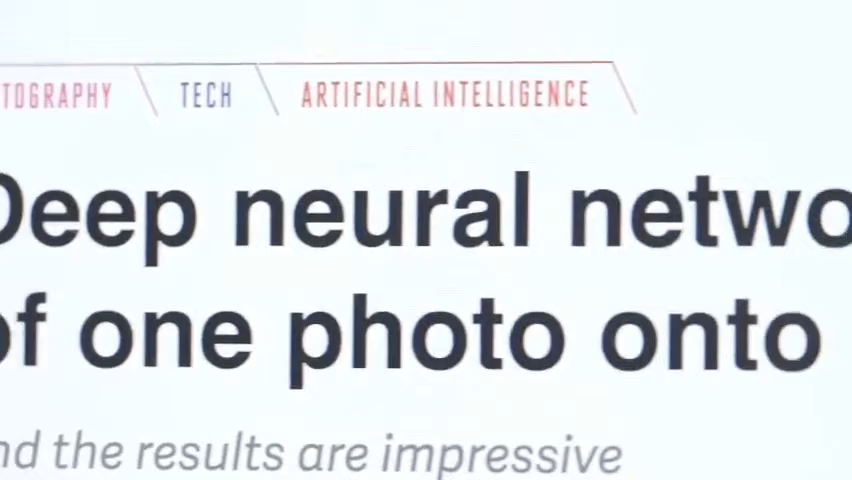 TOGRAPHY TECH ARTIFICIAL INTELLIGENCE
Deep neural netwo
of one photo onto
nd the results are impressive